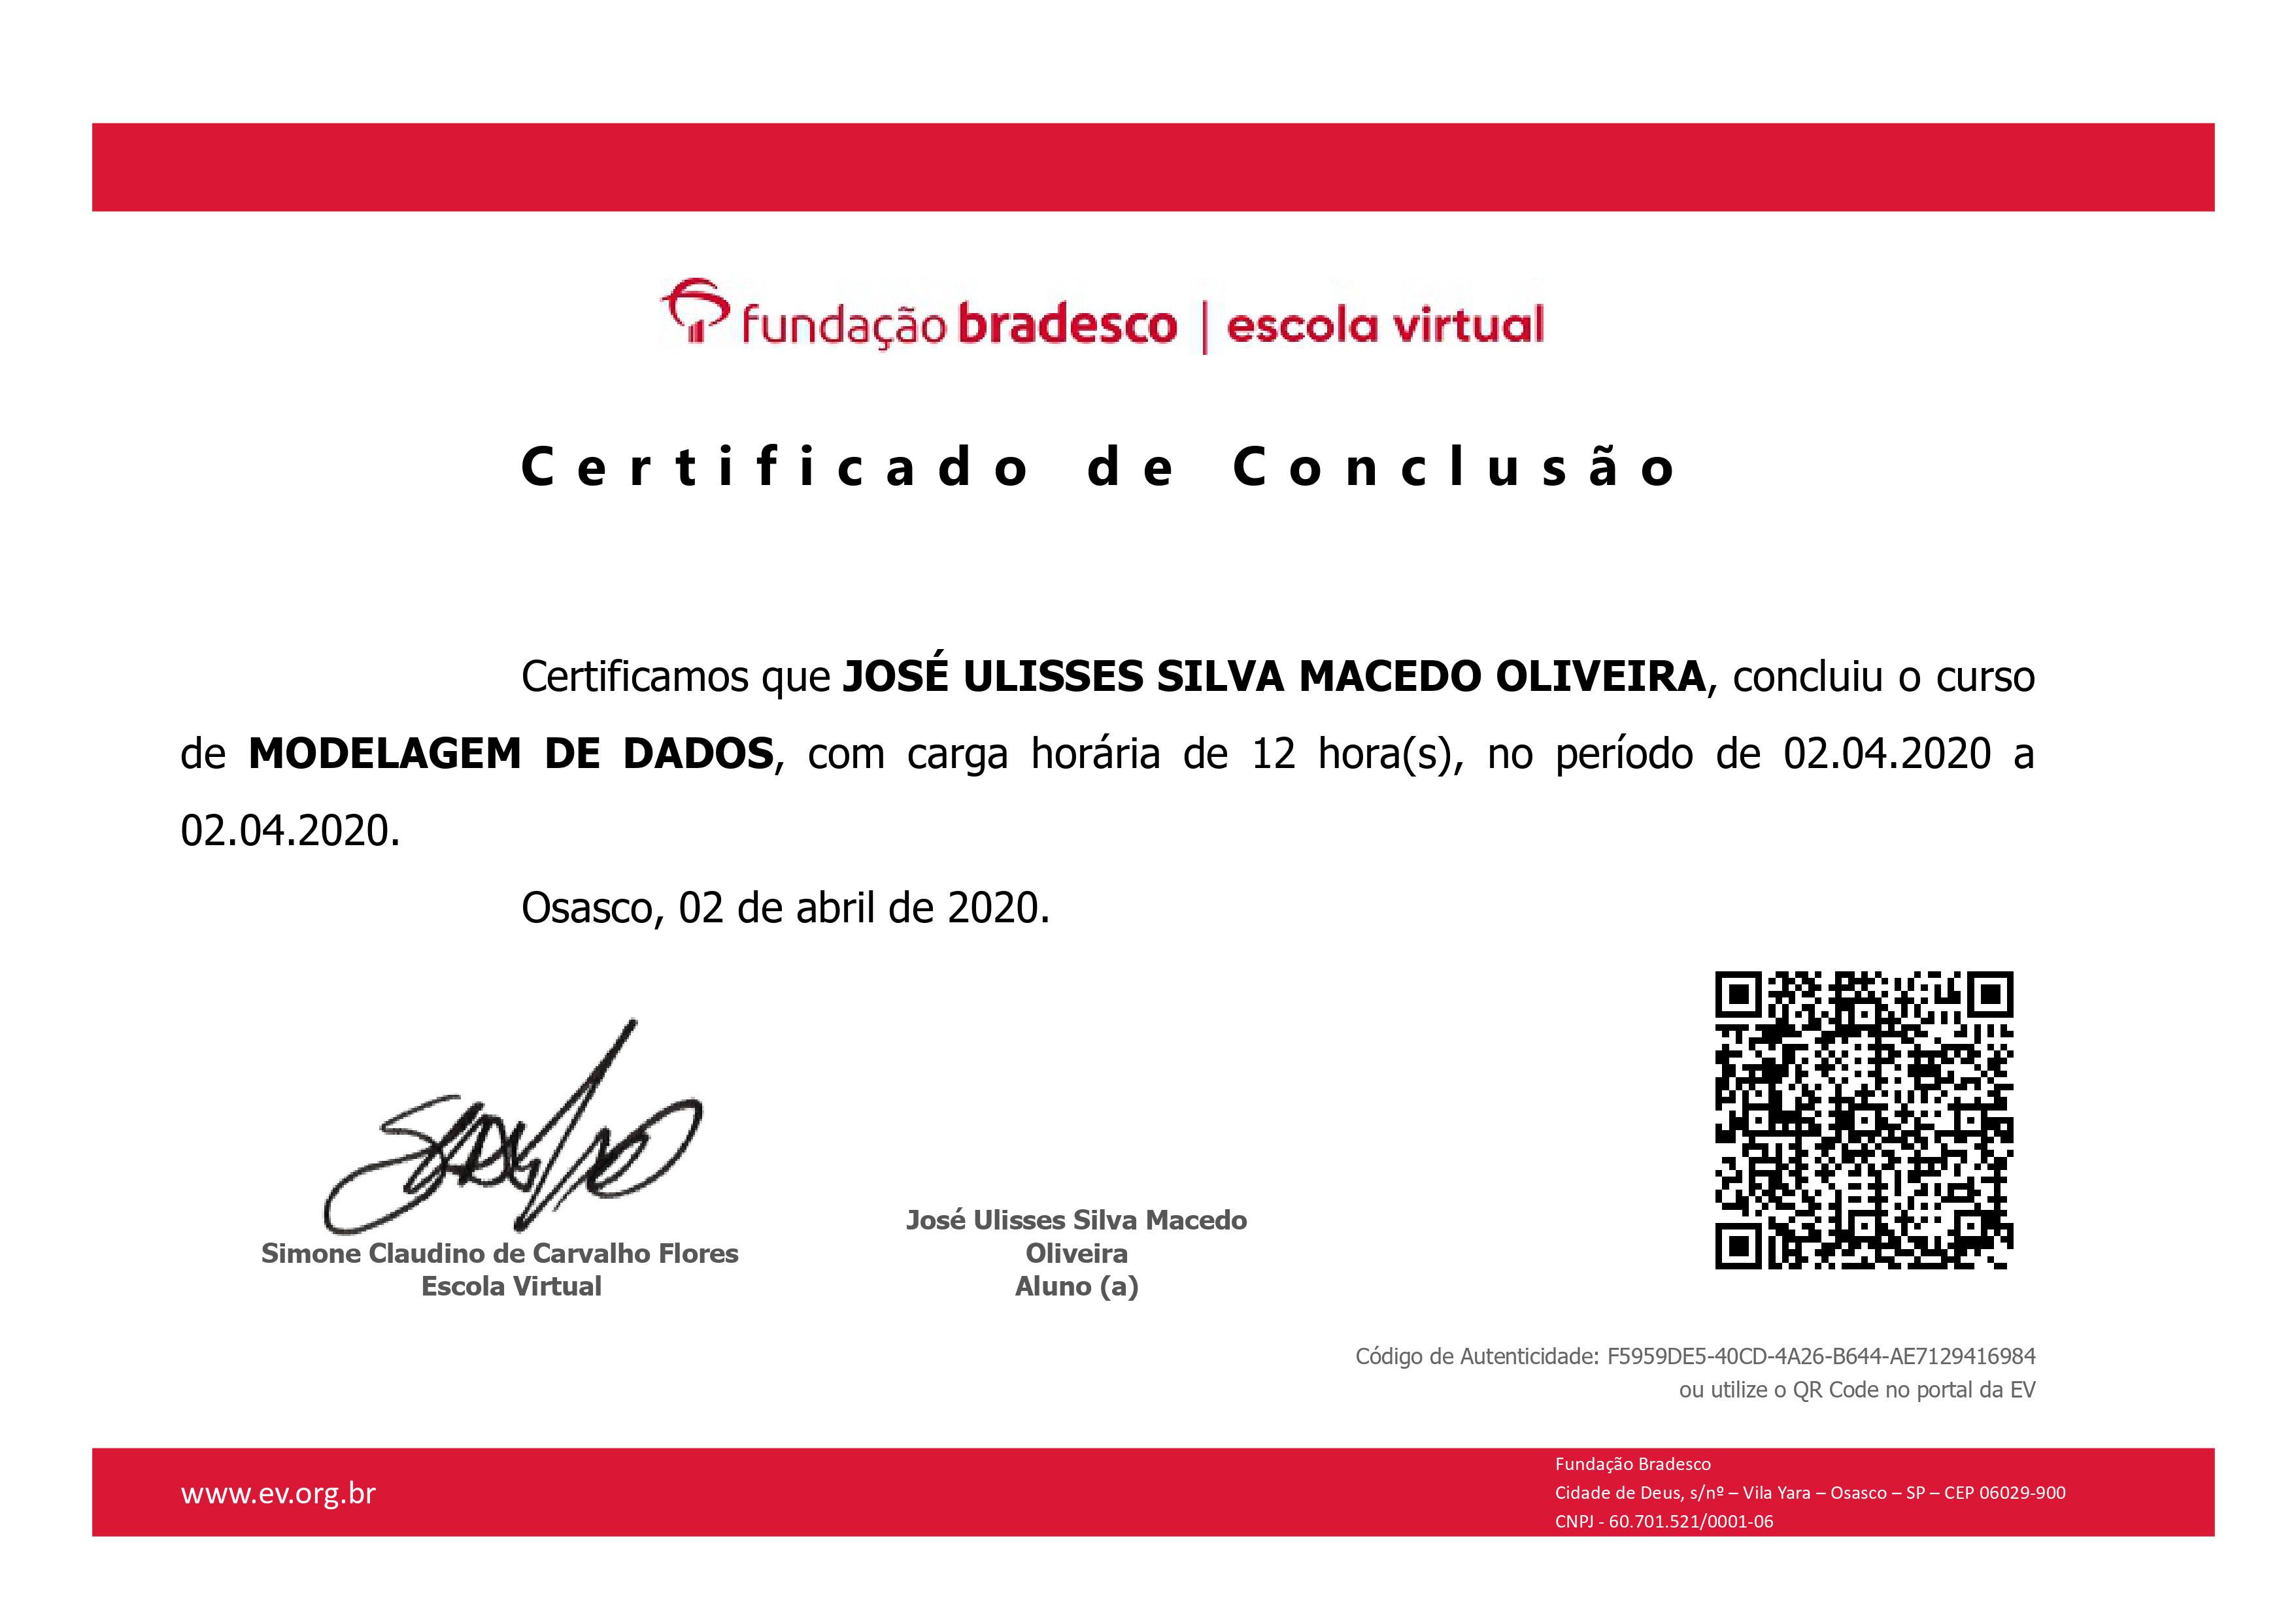 fundação bradesco | escola virtual
Certificado de Conclusão
Certificamos que JOSÉ ULISSES SILVA MACEDO OLIVEIRA, concluiu o curso
de MODELAGEM DE DADOS, com carga horária de 12 hora(s), no período de 02.04.2020 a
02.04.2020.
Osasco, 02 de abril de 2020.
Simone Claudino de Carvalho Flores
Escola Virtual
José Ulisses Silva Macedo
Oliveira
Aluno (a)
Código de Autenticidade: F5959DE5-40CD-4A26-B644-AE7129416984
ou utilize o QR Code no portal da EV
www.ev.org.br
Fundação Bradesco
Cidade de Deus, s/nº – Vila Yara – Osasco – SP – CEP 06029-900
CNPJ - 60.701.521/0001-06